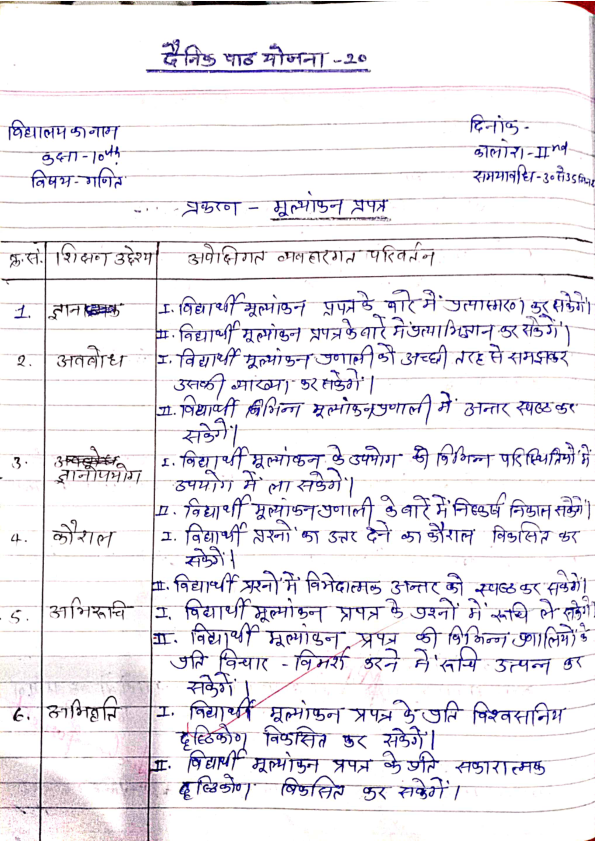 दैनिक पाठ योजना - 20
विद्यालय का नाम
दिनांक -
कक्षा - 10th
कालांश - IInd
विषय - गणित
समयावधि - 30 से 35 मिनट
प्रकरण - मूल्यांकन प्रपत्र
क्र.सं. शिक्षण उद्देश्य अपेक्षित व्यवहारगत परिवर्तन
1. ज्ञान I. विद्यार्थी मूल्यांकन प्रपत्र के बारे में प्रत्यास्मरण कर सकेगें।
II. विद्यार्थी मूल्यांकन प्रपत्र के बारे में प्रत्याभिज्ञान कर सकेगें।
2. अवबोध I. विद्यार्थी मूल्यांकन प्रणाली को अच्छी तरह से समझकर
उसकी व्याख्या कर सकेगें।
II. विद्यार्थी विभिन्न मूल्यांकन प्रणाली में अन्तर स्पष्ट कर
सकेगें।
3. ज्ञानोपयोग I. विद्यार्थी मूल्यांकन के उपयोग को विभिन्न परिस्थितियों में
उपयोग में ला सकेगें।
II. विद्यार्थी मूल्यांकन प्रणाली के बारें में निष्कर्ष निकाल सकेगें।
4. कौशल I. विद्यार्थी प्रश्नों का उत्तर देने का कौशल विकसित कर
सकेगें।
II. विद्यार्थी प्रश्नों में विभेदात्मक अन्तर को स्पष्ट कर सकेगें।
5. अभिरूचि I. विद्यार्थी मूल्यांकन प्रपत्र के प्रश्नों में रूचि ले सकेगें
II. विद्यार्थी मूल्यांकन प्रपत्र की विभिन्न प्रणालियों के
प्रति विचार - विमर्श करने में रूचि उत्पन्न कर
सकेगें।
6. अभिवृत्ति I. विद्यार्थी मूल्यांकन प्रपत्र के प्रति विश्वसानिय
दृष्टिकोण विकसित कर सकेगें।
II. विद्यार्थी मूल्यांकन प्रपत्र के प्रति सकारात्मक
दृष्टिकोण विकसित कर सकेगें।